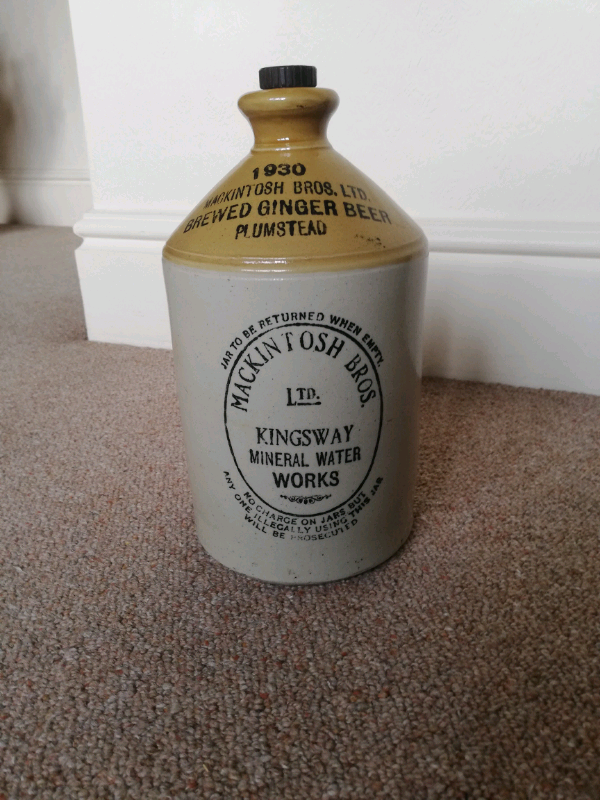 1930
MACKINTOSH BROS. LTD.
BREWED GINGER BEER
PLUMSTEAD
JAR TO BE RETURNED WHEN EMPTY.
MACKINTOSH BROS.
LTD.
KINGSWAY
MINERAL WATER
WORKS
NO CHARGE ON JARS BUT
ANY ONE ILLEGALLY USING THIS JAR
WILL BE PROSECUTED